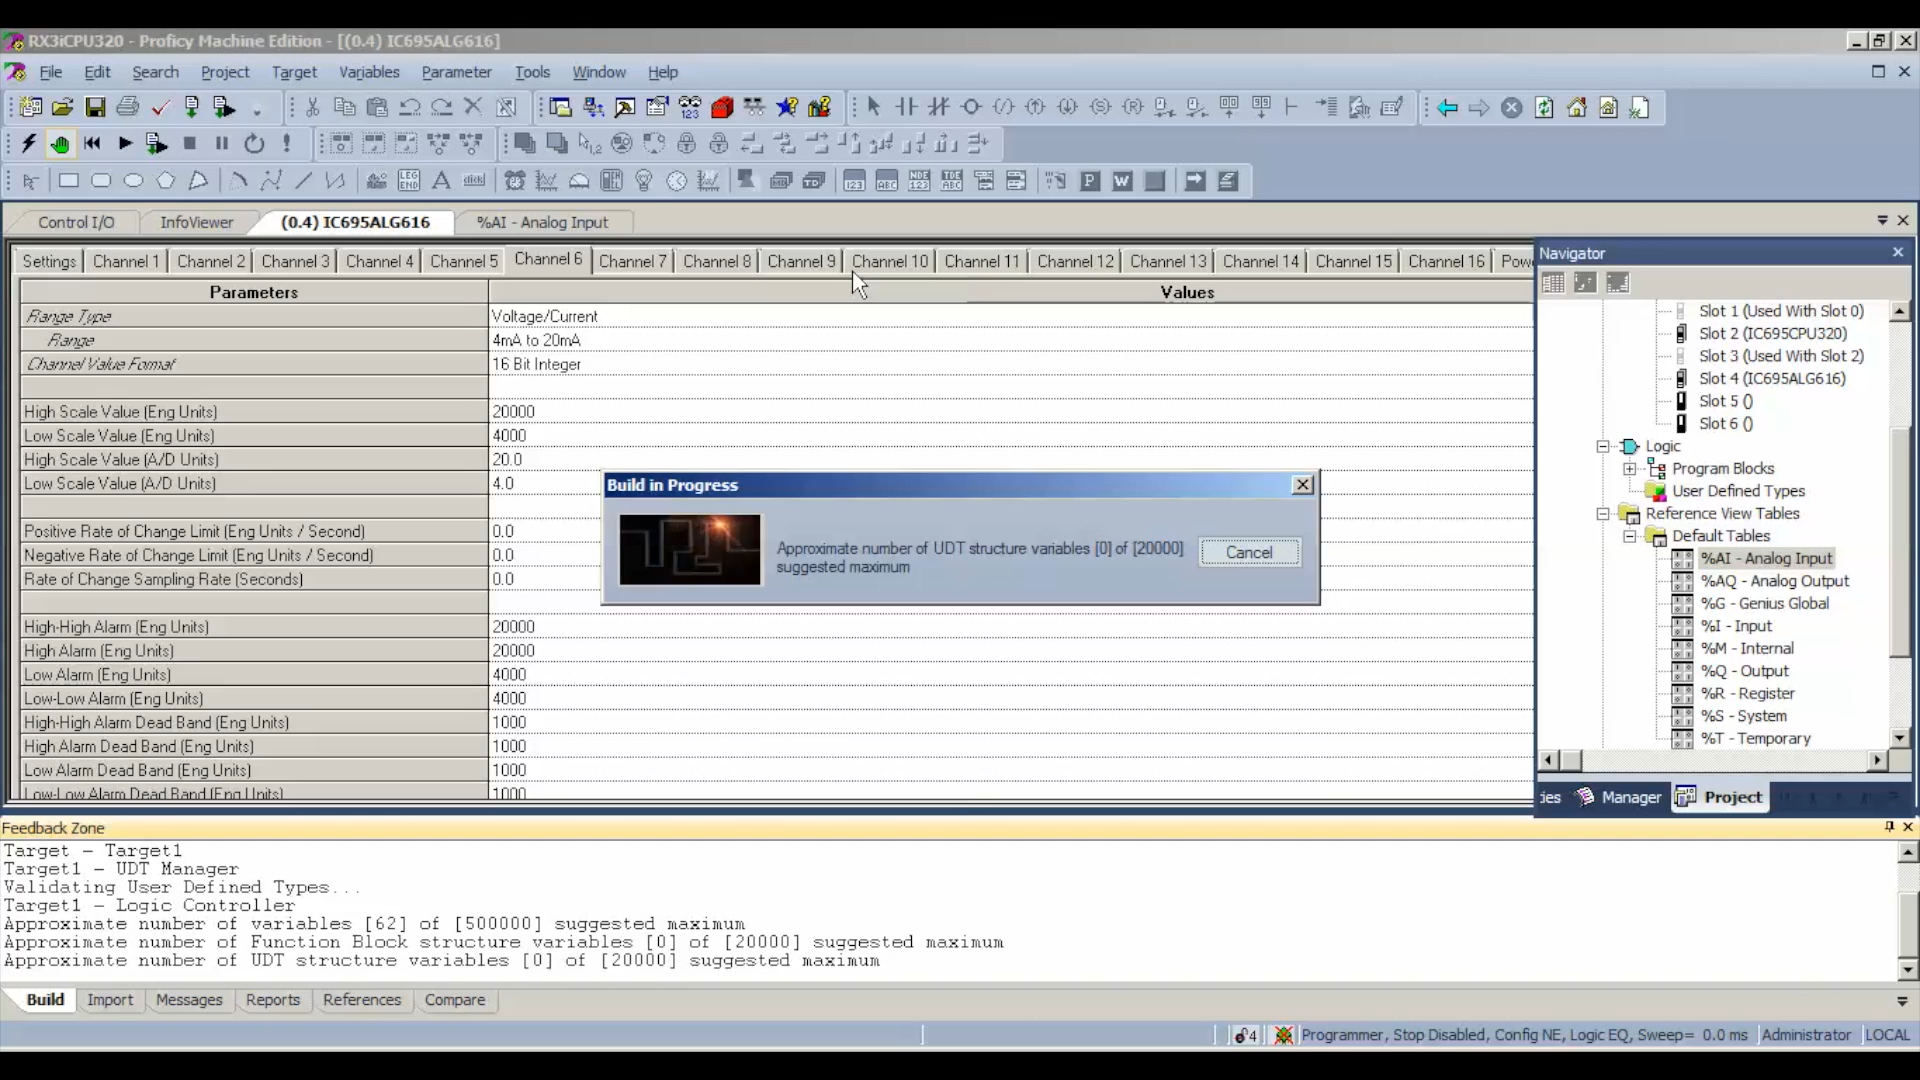 RX3iCPU320 - Proficy Machine Edition - [(0.4) IC695ALG616]
File Edit Search Project Target Variables Parameter Tools Window Help
Control I/O InfoViewer (0.4) IC695ALG616 %AI - Analog Input
Settings Channel 1 Channel 2 Channel 3 Channel 4 Channel 5 Channel 6 Channel 7 Channel 8 Channel 9 Channel 10 Channel 11 Channel 12 Channel 13 Channel 14 Channel 15 Channel 16 Pow
Parameters Values
Range Type Voltage/Current
Range 4mA to 20mA
Channel Value Format 16 Bit Integer
High Scale Value (Eng Units) 20000
Low Scale Value (Eng Units) 4000
High Scale Value (A/D Units) 20.0
Low Scale Value (A/D Units) 4.0
Positive Rate of Change Limit (Eng Units / Second) 0.0
Negative Rate of Change Limit (Eng Units / Second) 0.0
Rate of Change Sampling Rate (Seconds) 0.0
High-High Alarm (Eng Units) 20000
High Alarm (Eng Units) 20000
Low Alarm (Eng Units) 4000
Low-Low Alarm (Eng Units) 4000
High-High Alarm Dead Band (Eng Units) 1000
High Alarm Dead Band (Eng Units) 1000
Low Alarm Dead Band (Eng Units) 1000
Low-Low Alarm Dead Band (Eng Units) 1000
Build in Progress
Approximate number of UDT structure variables [0] of [20000]
suggested maximum
Cancel
Navigator
Slot 1 (Used With Slot 0)
Slot 2 (IC695CPU320)
Slot 3 (Used With Slot 2)
Slot 4 (IC695ALG616)
Slot 5 ()
Slot 6 ()
Logic
Program Blocks
User Defined Types
Reference View Tables
Default Tables
%AI - Analog Input
%AQ - Analog Output
%G - Genius Global
%I - Input
%M - Internal
%Q - Output
%R - Register
%S - System
%T - Temporary
ies Manager Project
Feedback Zone
Target - Target1
Target1 - UDT Manager
Validating User Defined Types...
Target1 - Logic Controller
Approximate number of variables [62] of [500000] suggested maximum
Approximate number of Function Block structure variables [0] of [20000] suggested maximum
Approximate number of UDT structure variables [0] of [20000] suggested maximum
Build Import Messages Reports References Compare
4 Programmer, Stop Disabled, Config NE, Logic EQ, Sweep= 0.0 ms Administrator LOCAL